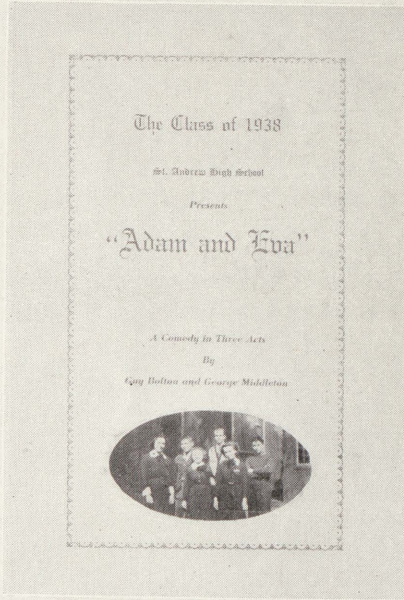 The Class of 1938
St. Andrew High School
Presents
“Adam and Eva”
A Comedy in Three Acts
By
Guy Bolton and George Middleton